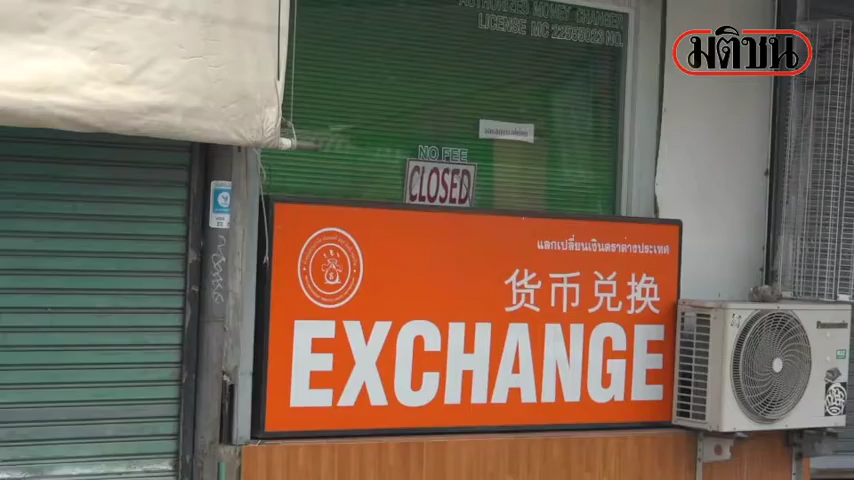 AUTHORIZED MONEY CHANGER
มติชน
NO FEE
CLOSED
แลกเปลี่ยนเงินตราต่างประเทศ
货币兑换
EXCHANGE
Panasonic